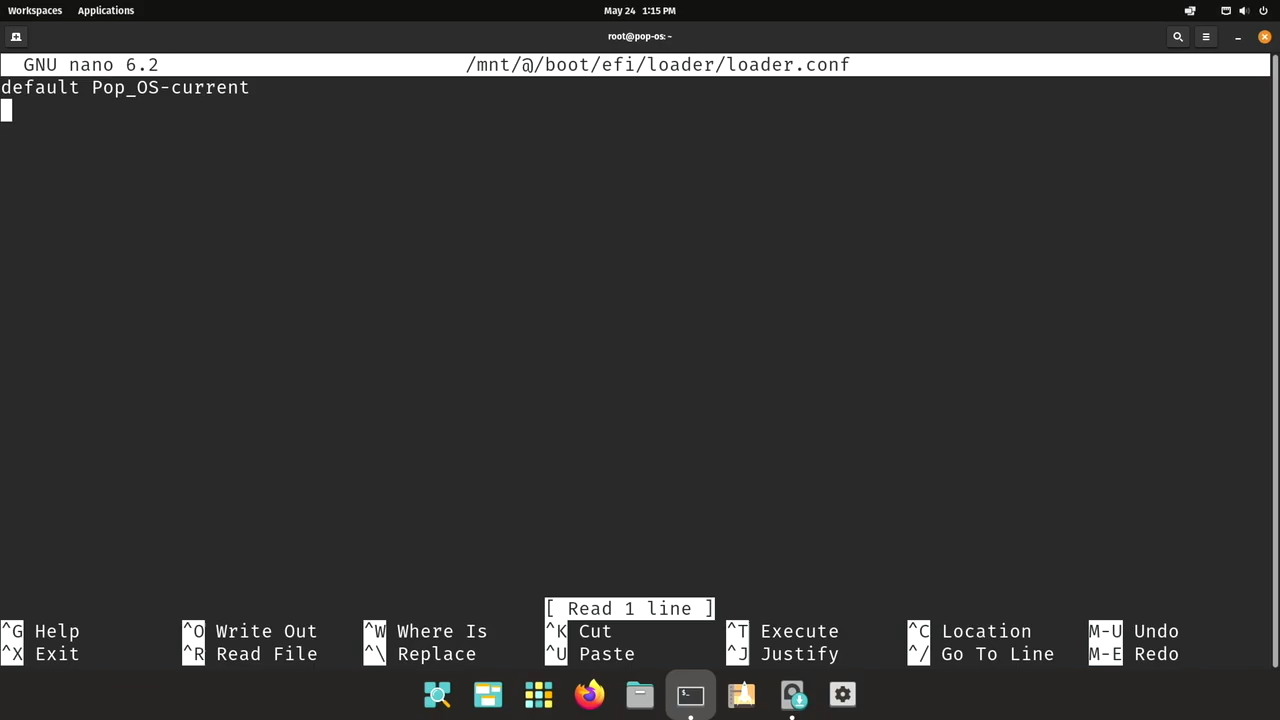 Workspaces Applications May 24 1:15 PM
root@pop-os: ~
GNU nano 6.2 /mnt/@/boot/efi/loader/loader.conf
default Pop_OS-current
[ Read 1 line ]
^G Help ^O Write Out ^W Where Is ^K Cut ^T Execute ^C Location M-U Undo
^X Exit ^R Read File ^\ Replace ^U Paste ^J Justify ^/ Go To Line M-E Redo